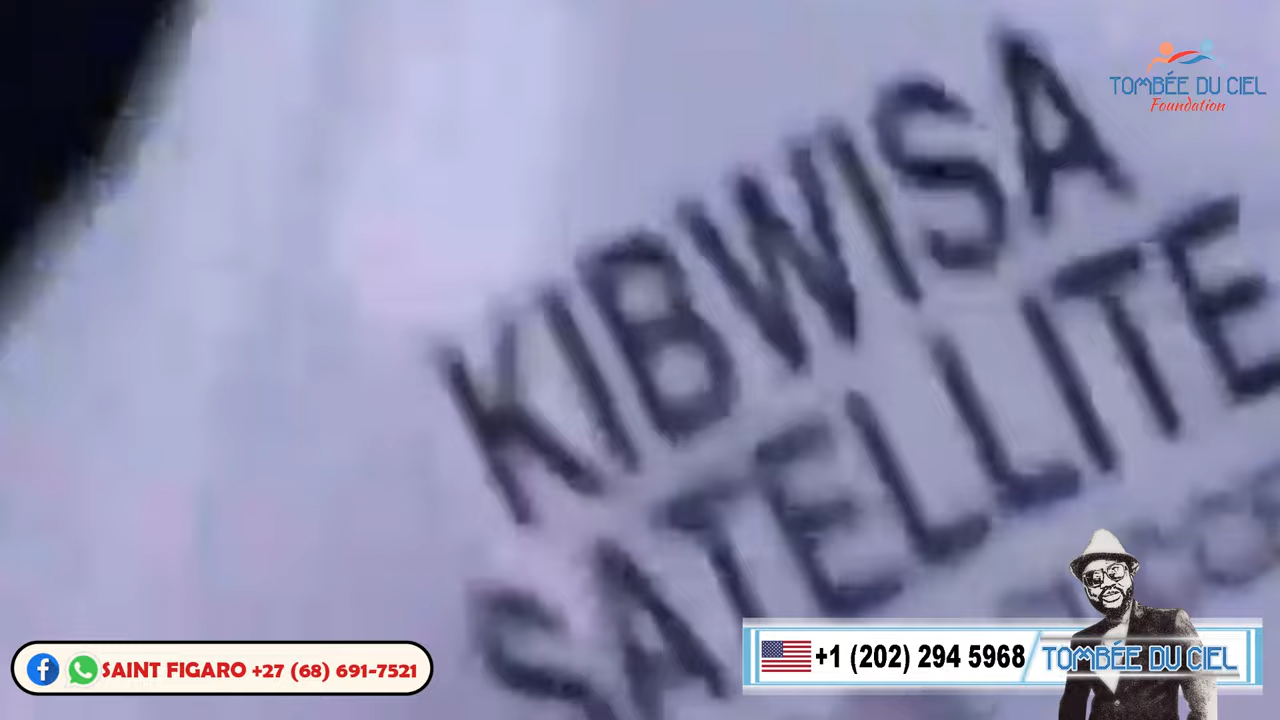 TOMBÉE DU CIEL
Foundation
KIBWISA
SATELLITE
SAINT FIGARO +27 (68) 691-7521
+1 (202) 294 5968
TOMBÉE DU CIEL